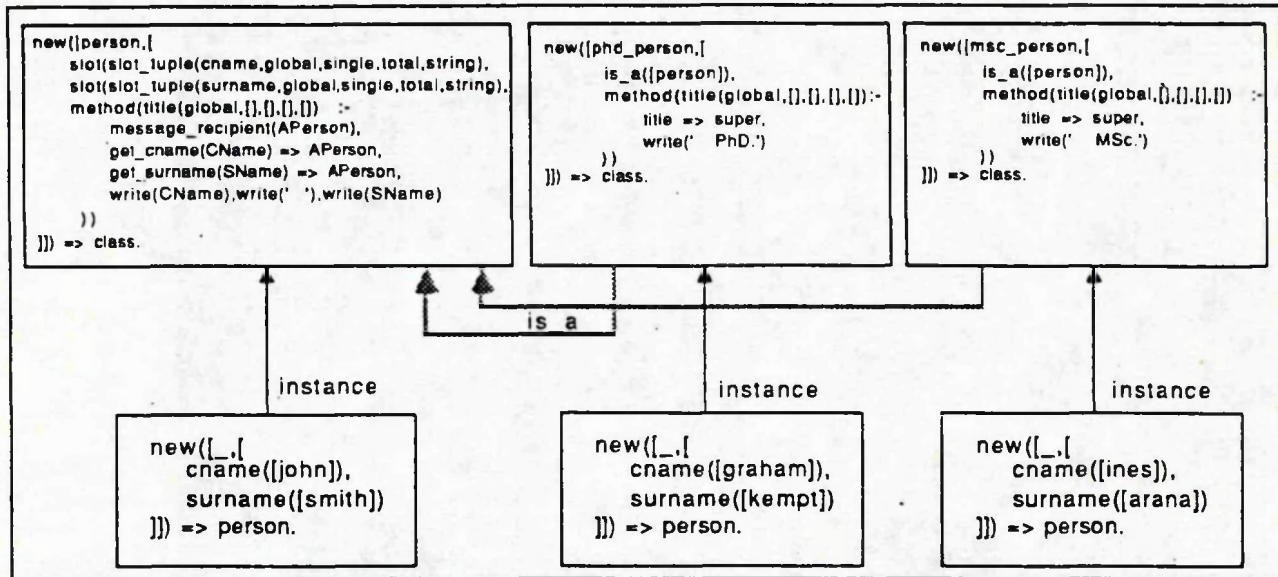 new([person,[
slot(slot_tuple(cname,global,single,total,string),
slot(slot_tuple(surname,global,single,total,string),
method(title(global,[],[],[],[]) :-
message_recipient(APerson),
get_cname(CName) => APerson,
get_surname(SName) => APerson,
write(CName),write(' '),write(SName)
))
]]) => class.
new([phd_person,[
is_a([person]),
method(title(global,[],[],[],[]):-
title => super,
write(' PhD.')
))
]]) => class.
new([msc_person,[
is_a([person]),
method(title(global,[],[],[],[]) :-
title => super,
write(' MSc.')
))
]]) => class.
is_a
instance
instance
instance
new([_,[
cname([john]),
surname([smith])
]]) => person.
new([_,[
cname([graham]),
surname([kempt])
]]) => person.
new([_,[
cname([ines]),
surname([arana])
]]) => person.